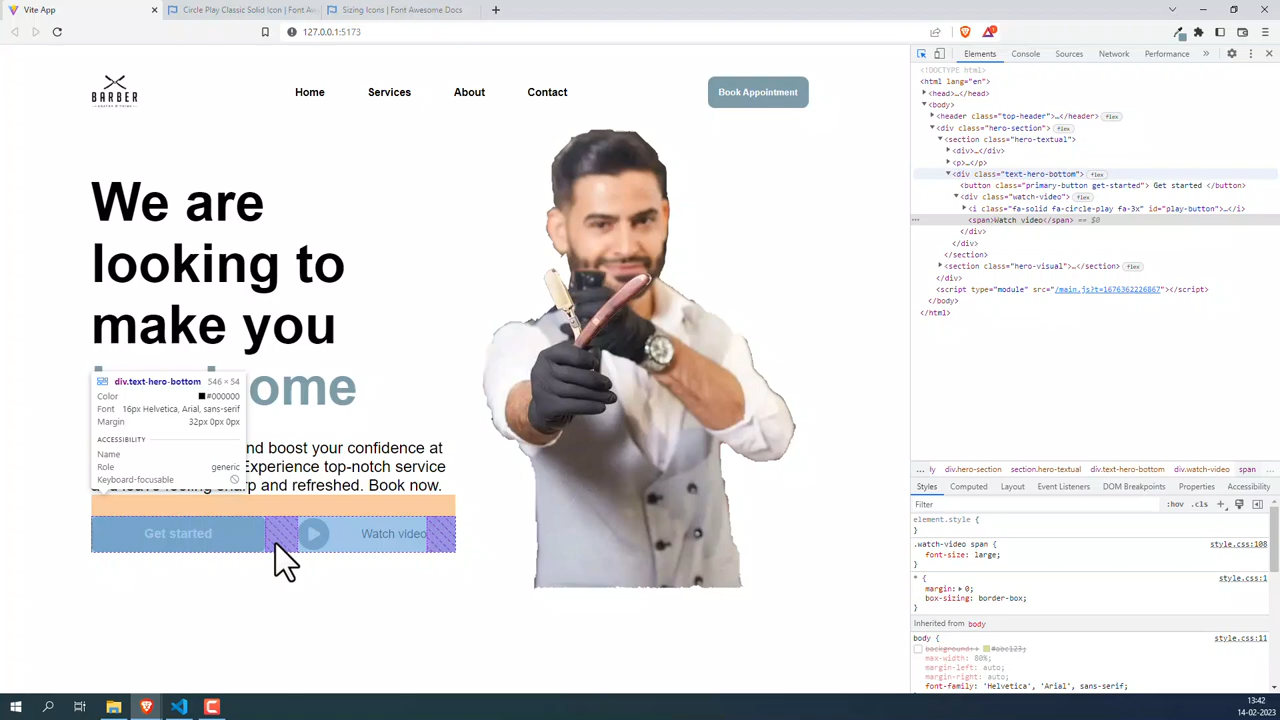 Vite App
Circle Play Classic Solid Icon | Font Aw
Sizing Icons | Font Awesome Docs
127.0.0.1:5173
BARBER
Home
Services
About
Contact
Book Appointment
We are
looking to
make you
ome
nd boost your confidence at
Experience top-notch service
and leave feeling sharp and refreshed. Book now.
div.text-hero-bottom 546 × 54
Color #000000
Font 16px Helvetica, Arial, sans-serif
Margin 32px 0px 0px
ACCESSIBILITY
Name
Role generic
Keyboard-focusable
Get started
Watch video
Elements
Console
Sources
Network
Performance
<!DOCTYPE html>
<html lang="en">
<head>…</head>
<body>
<header class="top-header">…</header> flex
<div class="hero-section"> flex
<section class="hero-textual">
<div>…</div>
<p>…</p>
<div class="text-hero-bottom"> flex
<button class="primary-button get-started"> Get started </button>
<div class="watch-video"> flex
<i class="fa-solid fa-circle-play fa-3x" id="play-button">…</i>
<span>Watch video</span> == $0
</div>
</div>
</section>
<section class="hero-visual">…</section> flex
</div>
<script type="module" src="/main.js?t=1676362226867"></script>
</body>
</html>
… ly div.hero-section section.hero-textual div.text-hero-bottom div.watch-video span …
Styles
Computed
Layout
Event Listeners
DOM Breakpoints
Properties
Accessibility
Filter
:hov .cls
element.style {
}
.watch-video span { style.css:108
font-size: large;
}
* { style.css:1
margin: 0;
box-sizing: border-box;
}
Inherited from body
body { style.css:11
background: #abc123;
max-width: 80%;
margin-left: auto;
margin-right: auto;
font-family: 'Helvetica', 'Arial', sans-serif;
13:42
14-02-2023